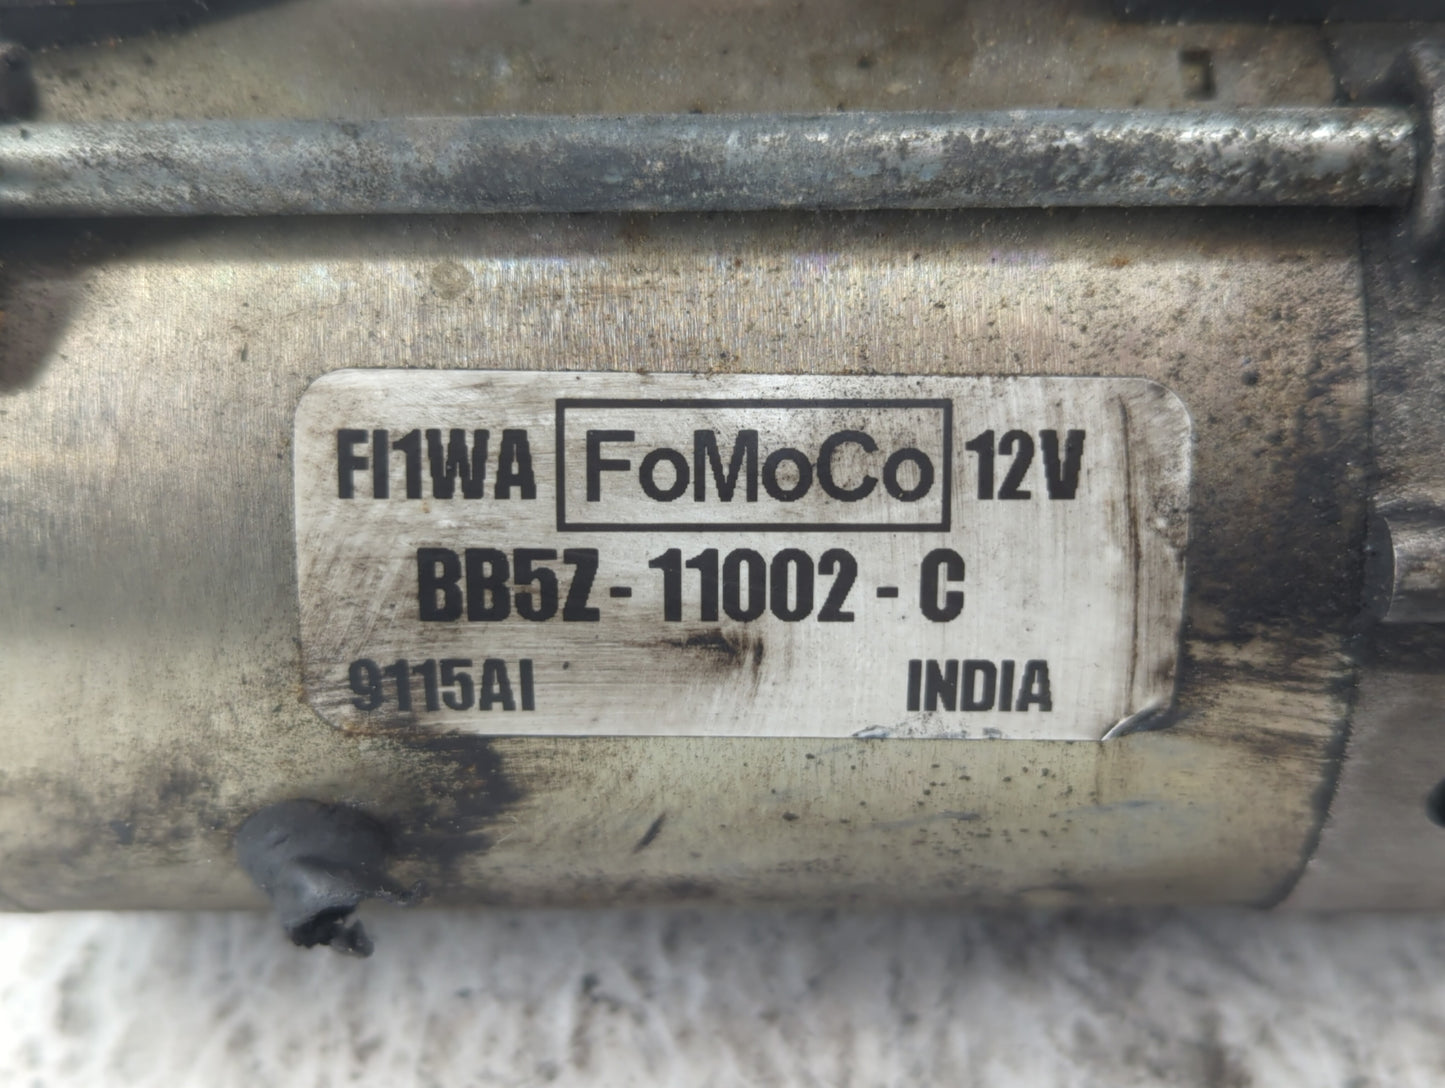 FI1WA FoMoCo 12V
BB5Z - 11002 - C
9115AI INDIA